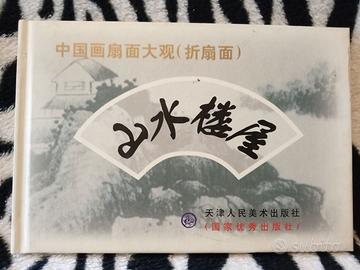 中国画扇面大观(折扇面)
山水楼屋
天津人民美术出版社
(国家优秀出版社)
subito